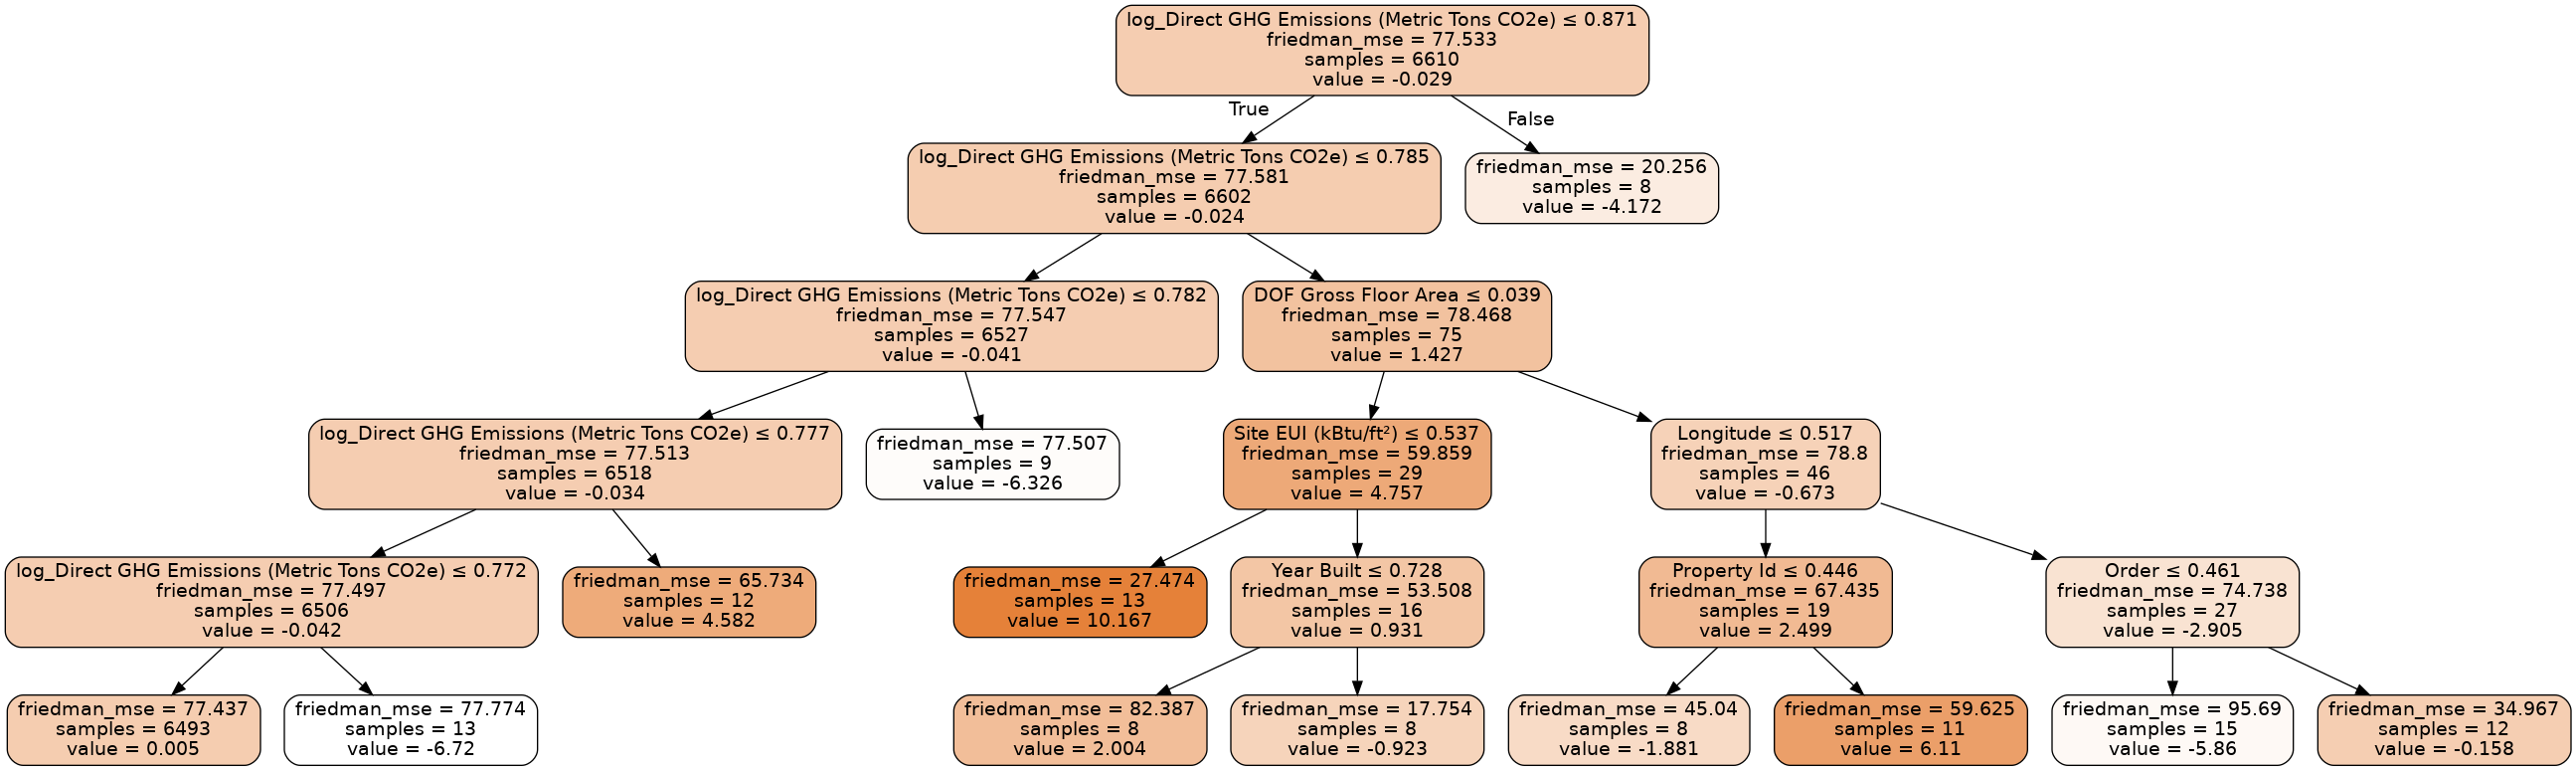 log_Direct GHG Emissions (Metric Tons CO2e) ≤ 0.871
friedman_mse = 77.533
samples = 6610
value = -0.029
True
False
log_Direct GHG Emissions (Metric Tons CO2e) ≤ 0.785
friedman_mse = 77.581
samples = 6602
value = -0.024
friedman_mse = 20.256
samples = 8
value = -4.172
log_Direct GHG Emissions (Metric Tons CO2e) ≤ 0.782
friedman_mse = 77.547
samples = 6527
value = -0.041
DOF Gross Floor Area ≤ 0.039
friedman_mse = 78.468
samples = 75
value = 1.427
log_Direct GHG Emissions (Metric Tons CO2e) ≤ 0.777
friedman_mse = 77.513
samples = 6518
value = -0.034
friedman_mse = 77.507
samples = 9
value = -6.326
Site EUI (kBtu/ft²) ≤ 0.537
friedman_mse = 59.859
samples = 29
value = 4.757
Longitude ≤ 0.517
friedman_mse = 78.8
samples = 46
value = -0.673
log_Direct GHG Emissions (Metric Tons CO2e) ≤ 0.772
friedman_mse = 77.497
samples = 6506
value = -0.042
friedman_mse = 65.734
samples = 12
value = 4.582
friedman_mse = 27.474
samples = 13
value = 10.167
Year Built ≤ 0.728
friedman_mse = 53.508
samples = 16
value = 0.931
Property Id ≤ 0.446
friedman_mse = 67.435
samples = 19
value = 2.499
Order ≤ 0.461
friedman_mse = 74.738
samples = 27
value = -2.905
friedman_mse = 77.437
samples = 6493
value = 0.005
friedman_mse = 77.774
samples = 13
value = -6.72
friedman_mse = 82.387
samples = 8
value = 2.004
friedman_mse = 17.754
samples = 8
value = -0.923
friedman_mse = 45.04
samples = 8
value = -1.881
friedman_mse = 59.625
samples = 11
value = 6.11
friedman_mse = 95.69
samples = 15
value = -5.86
friedman_mse = 34.967
samples = 12
value = -0.158